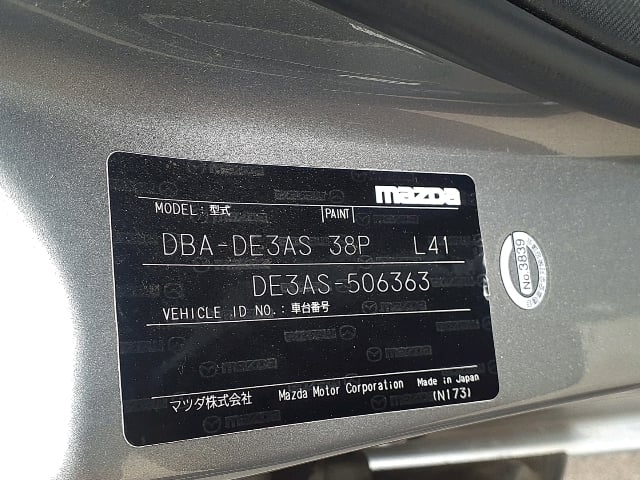 mazda
MODEL: 型式 PAINT
DBA-DE3AS 38P L41
DE3AS-506363
VEHICLE ID NO.: 車台番号
マツダ株式会社 Mazda Motor Corporation Made in Japan
(N173)
No.3839